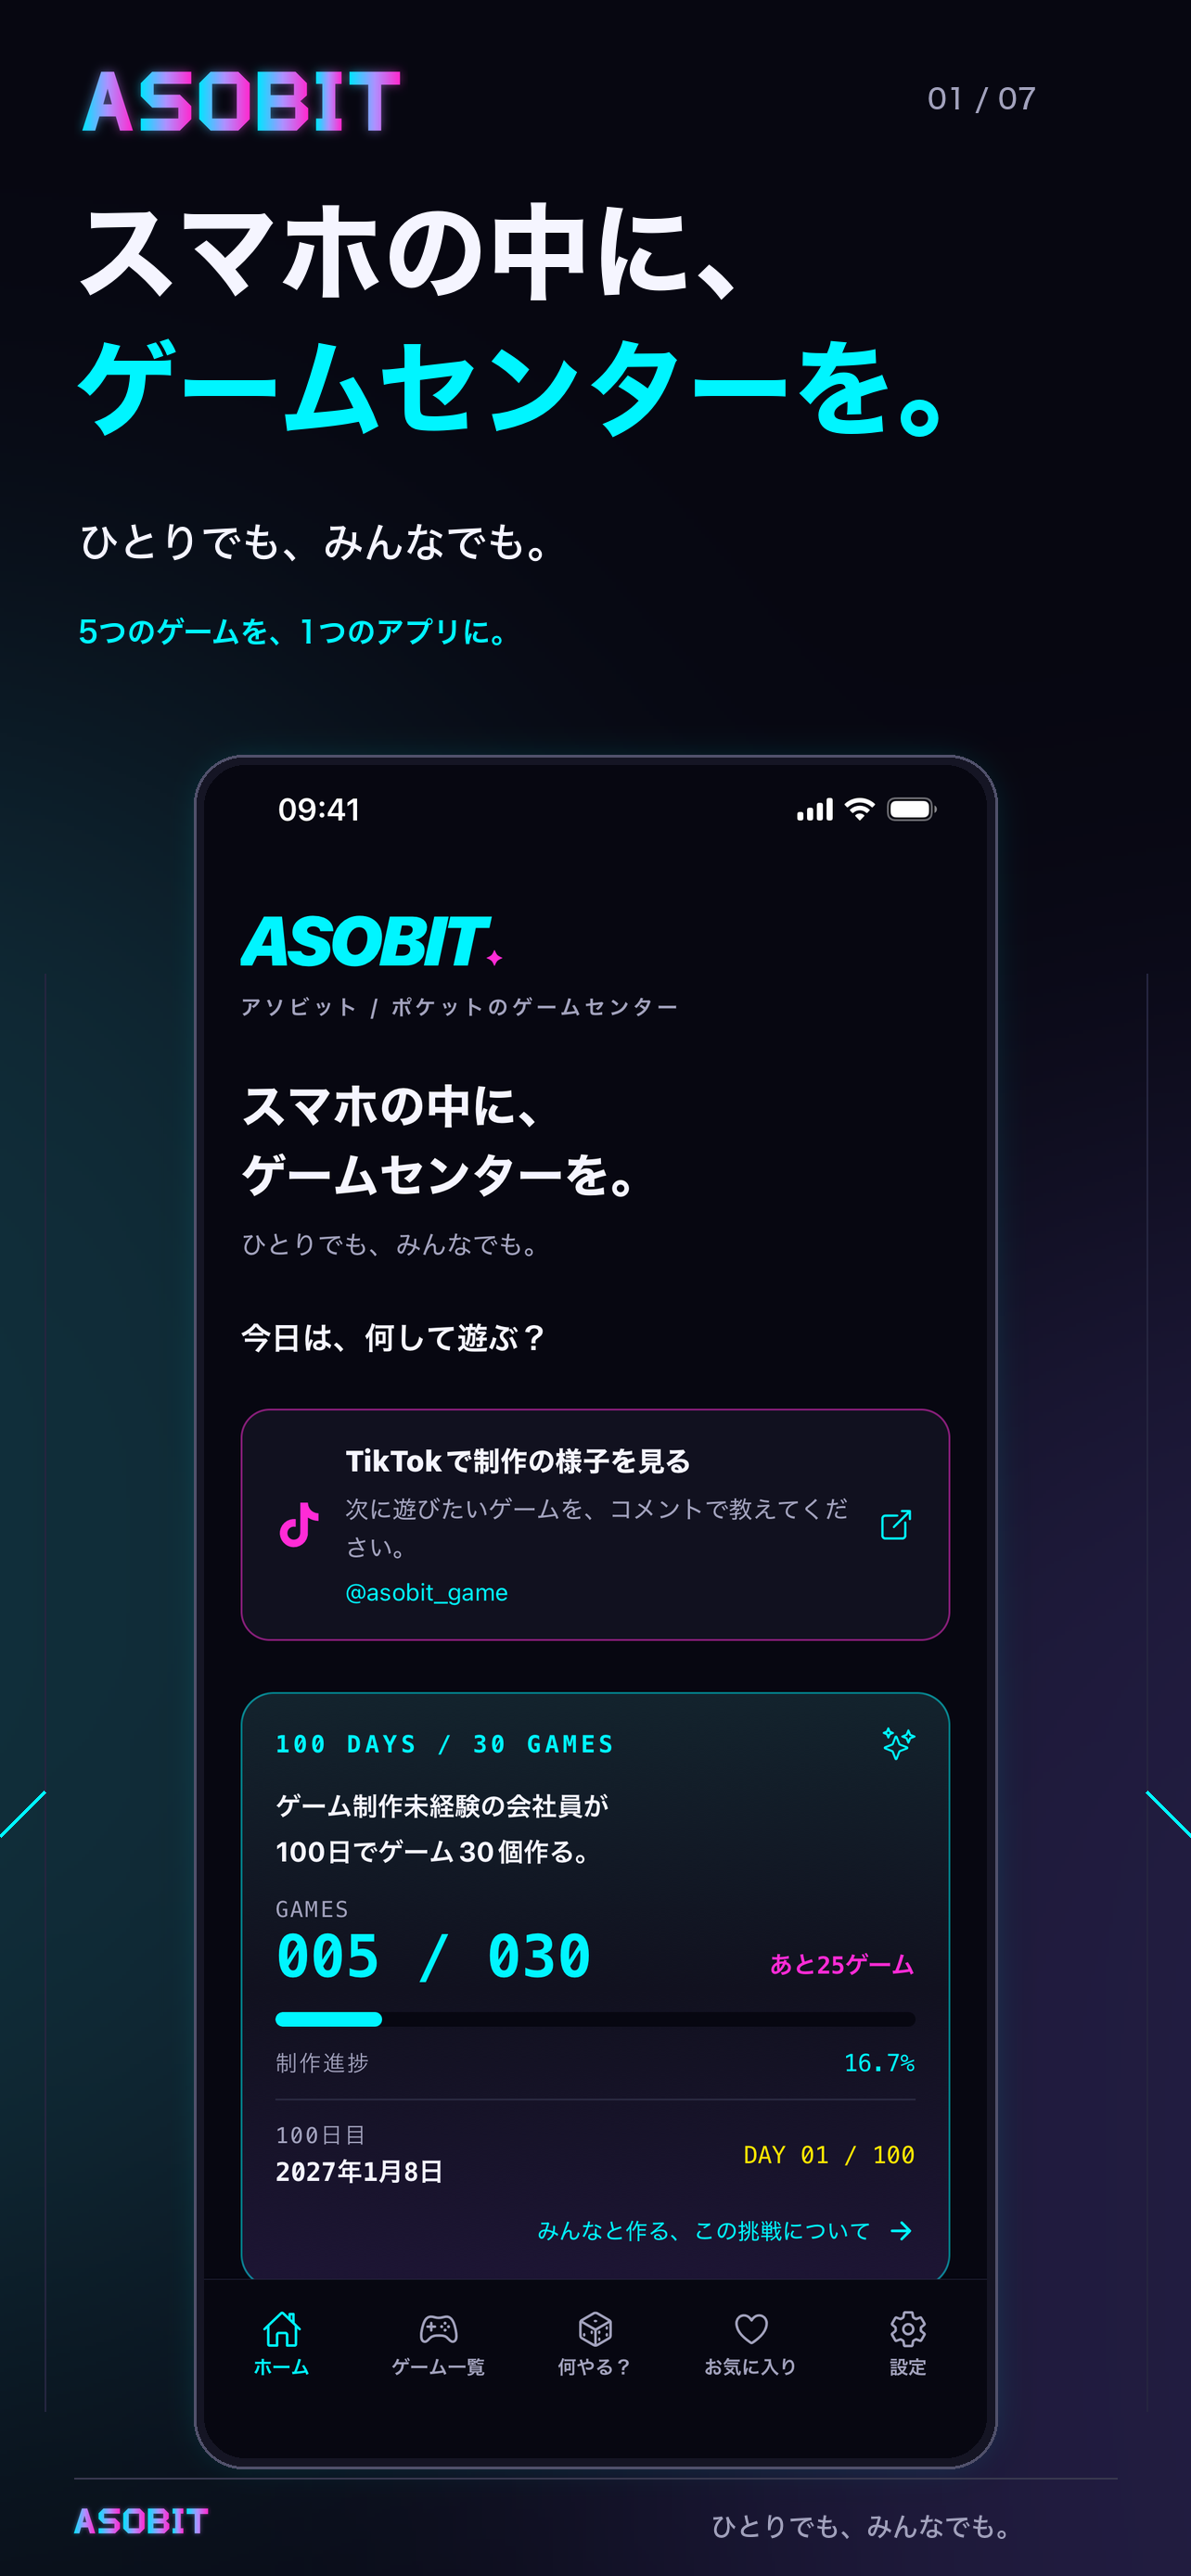 ASOBIT
01 / 07
スマホの中に、
ゲームセンターを。
ひとりでも、みんなでも。
5つのゲームを、1つのアプリに。
09:41
ASOBIT
アソビット / ポケットのゲームセンター
スマホの中に、
ゲームセンターを。
ひとりでも、みんなでも。
今日は、何して遊ぶ？
TikTokで制作の様子を見る
次に遊びたいゲームを、コメントで教えてくだ
さい。
@asobit_game
100 DAYS / 30 GAMES
ゲーム制作未経験の会社員が
100日でゲーム30個作る。
GAMES
005 / 030
あと25ゲーム
制作進捗
16.7%
100日目
2027年1月8日
DAY 01 / 100
みんなと作る、この挑戦について →
ホーム
ゲーム一覧
何やる？
お気に入り
設定
ASOBIT
ひとりでも、みんなでも。